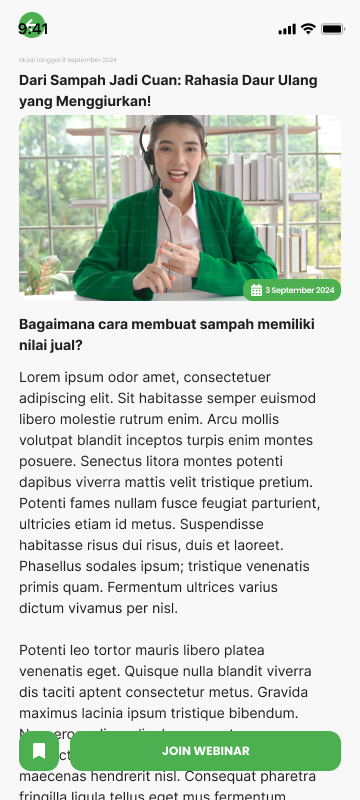 9:41
Mulai tanggal 8 September 2024
Dari Sampah Jadi Cuan: Rahasia Daur Ulang
yang Menggiurkan!
3 September 2024
Bagaimana cara membuat sampah memiliki
nilai jual?
Lorem ipsum odor amet, consectetuer
adipiscing elit. Sit habitasse semper euismod
libero molestie rutrum enim. Arcu mollis
volutpat blandit inceptos turpis enim montes
posuere. Senectus litora montes potenti
dapibus viverra mattis velit tristique pretium.
Potenti fames nullam fusce feugiat parturient,
ultricies etiam id metus. Suspendisse
habitasse risus dui risus, duis et laoreet.
Phasellus sodales ipsum; tristique venenatis
primis quam. Fermentum ultrices varius
dictum vivamus per nisl.
Potenti leo tortor mauris libero platea
venenatis eget. Quisque nulla blandit viverra
dis taciti aptent consectetur metus. Gravida
maximus lacinia ipsum tristique bibendum.
JOIN WEBINAR
maecenas hendrerit nisl. Consequat pharetra
fringilla ligula tellus eget mus fermentum